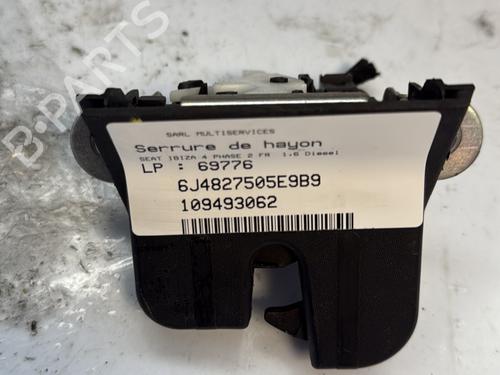 B-PARTS
SARL MULTISERVICES
Serrure de hayon
SEAT IBIZA 4 PHASE 2 FR 1.6 Diesel
LP : 69776
6J4827505E9B9
109493062